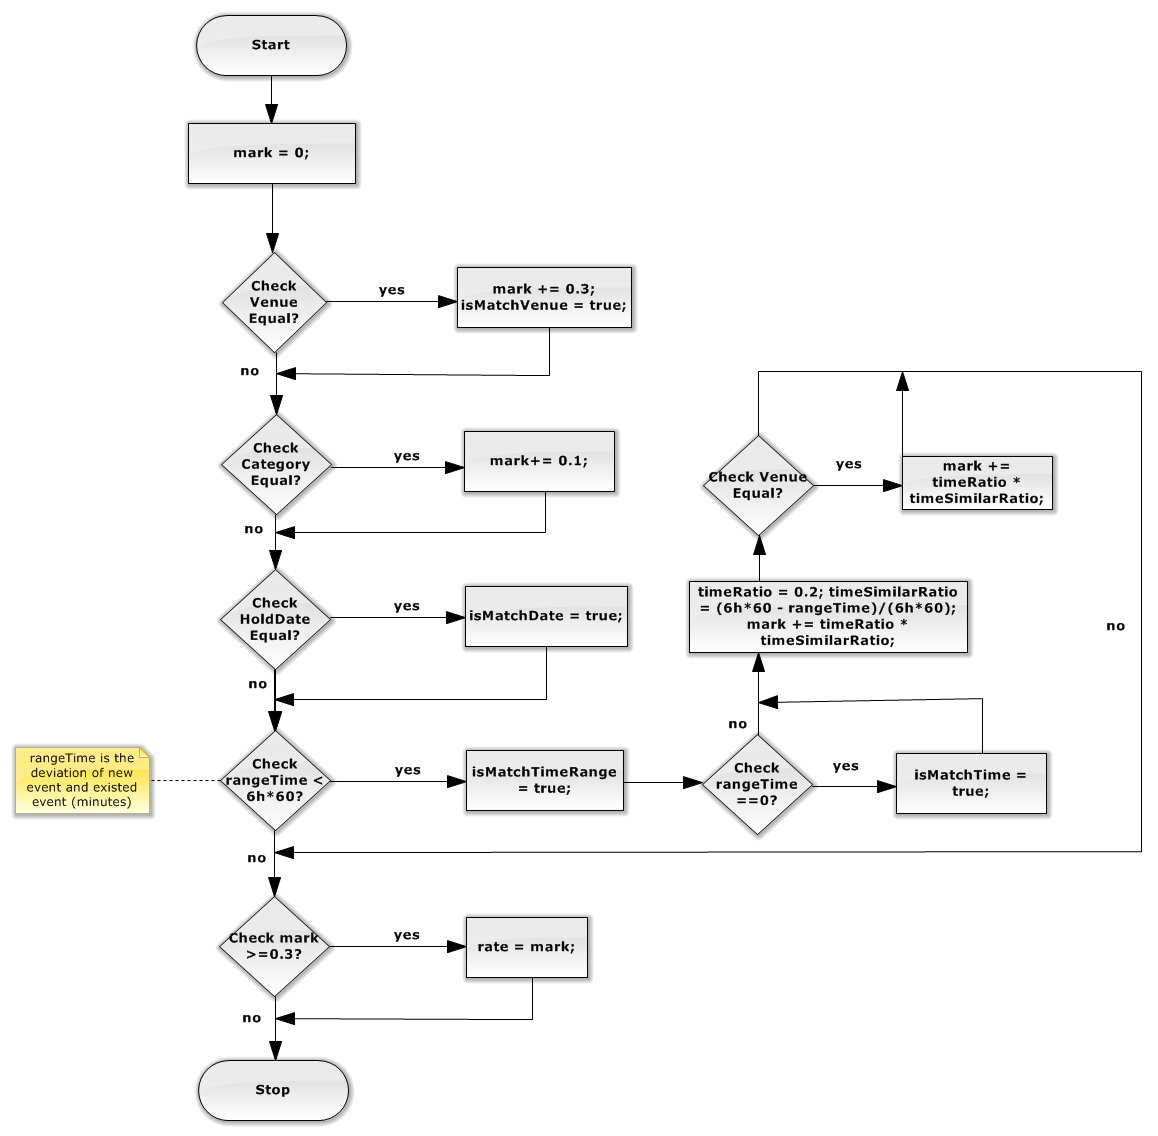 Start
mark = 0;
Check
Venue
Equal?
yes
mark += 0.3;
isMatchVenue = true;
no
Check
Category
Equal?
yes
mark+= 0.1;
no
Check
HoldDate
Equal?
yes
isMatchDate = true;
no
rangeTime is the
deviation of new
event and existed
event (minutes)
Check
rangeTime <
6h*60?
yes
isMatchTimeRange
= true;
Check
rangeTime
==0?
yes
isMatchTime =
true;
no
timeRatio = 0.2; timeSimilarRatio
= (6h*60 - rangeTime)/(6h*60);
mark += timeRatio *
timeSimilarRatio;
Check Venue
Equal?
yes
mark +=
timeRatio *
timeSimilarRatio;
no
no
Check mark
>=0.3?
yes
rate = mark;
no
Stop